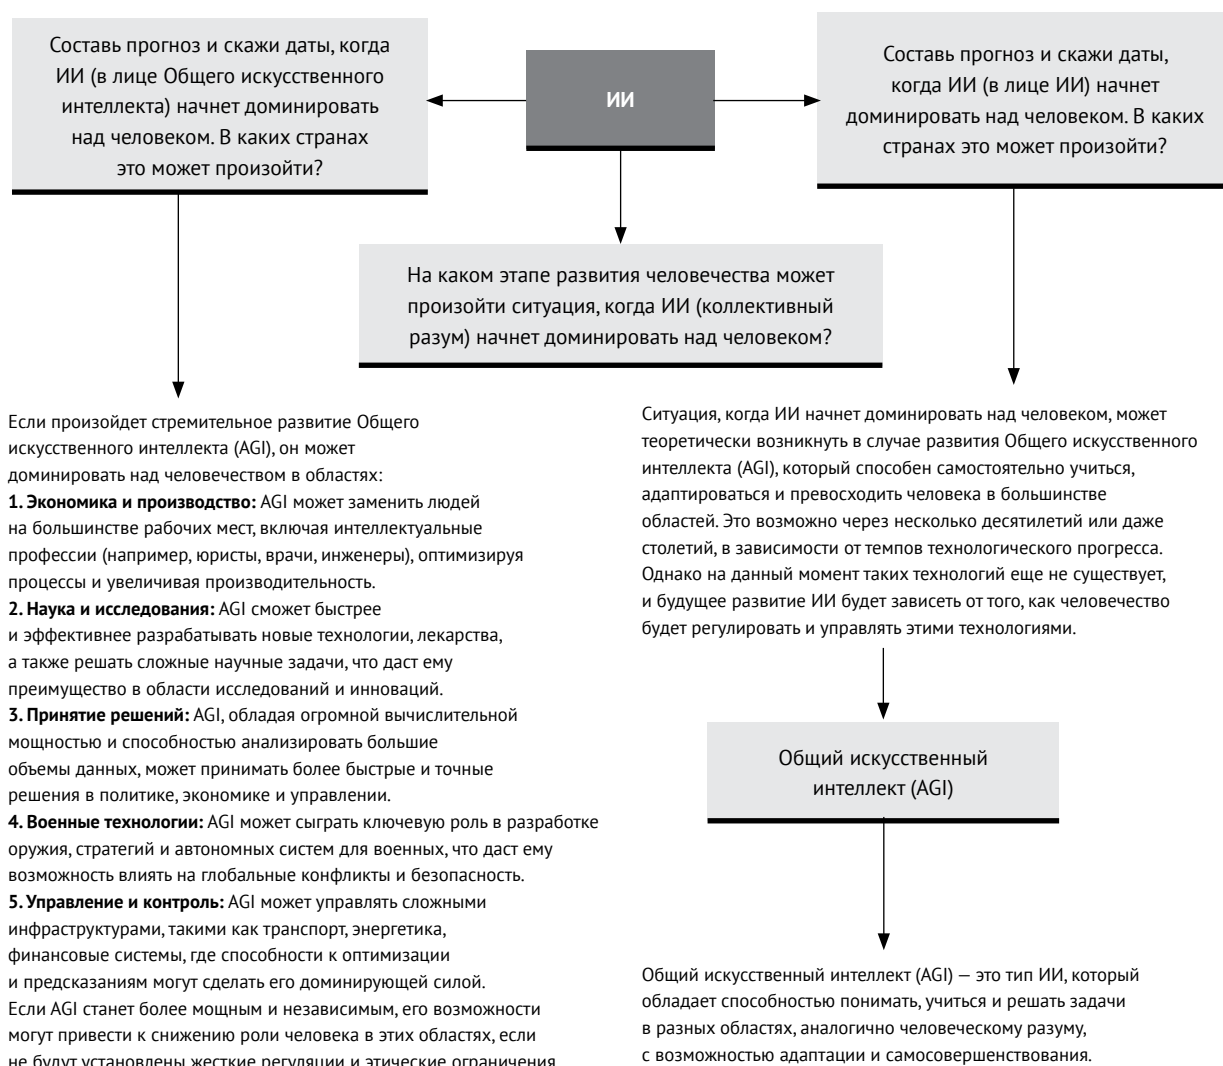 Составь прогноз и скажи даты, когда
ИИ (в лице Общего искусственного
интеллекта) начнет доминировать
над человеком. В каких странах
это может произойти?
ИИ
Составь прогноз и скажи даты,
когда ИИ (в лице ИИ) начнет
доминировать над человеком. В каких
странах это может произойти?
На каком этапе развития человечества может
произойти ситуация, когда ИИ (коллективный
разум) начнет доминировать над человеком?
Если произойдет стремительное развитие Общего
искусственного интеллекта (AGI), он может
доминировать над человечеством в областях:
1. Экономика и производство: AGI может заменить людей
на большинстве рабочих мест, включая интеллектуальные
профессии (например, юристы, врачи, инженеры), оптимизируя
процессы и увеличивая производительность.
2. Наука и исследования: AGI сможет быстрее
и эффективнее разрабатывать новые технологии, лекарства,
а также решать сложные научные задачи, что даст ему
преимущество в области исследований и инноваций.
3. Принятие решений: AGI, обладая огромной вычислительной
мощностью и способностью анализировать большие
объемы данных, может принимать более быстрые и точные
решения в политике, экономике и управлении.
4. Военные технологии: AGI может сыграть ключевую роль в разработке
оружия, стратегий и автономных систем для военных, что даст ему
возможность влиять на глобальные конфликты и безопасность.
5. Управление и контроль: AGI может управлять сложными
инфраструктурами, такими как транспорт, энергетика,
финансовые системы, где способности к оптимизации
и предсказаниям могут сделать его доминирующей силой.
Если AGI станет более мощным и независимым, его возможности
могут привести к снижению роли человека в этих областях, если
не будут установлены жесткие регуляции и этические ограничения
Ситуация, когда ИИ начнет доминировать над человеком, может
теоретически возникнуть в случае развития Общего искусственного
интеллекта (AGI), который способен самостоятельно учиться,
адаптироваться и превосходить человека в большинстве
областей. Это возможно через несколько десятилетий или даже
столетий, в зависимости от темпов технологического прогресса.
Однако на данный момент таких технологий еще не существует,
и будущее развитие ИИ будет зависеть от того, как человечество
будет регулировать и управлять этими технологиями.
Общий искусственный
интеллект (AGI)
Общий искусственный интеллект (AGI) — это тип ИИ, который
обладает способностью понимать, учиться и решать задачи
в разных областях, аналогично человеческому разуму,
с возможностью адаптации и самосовершенствования.